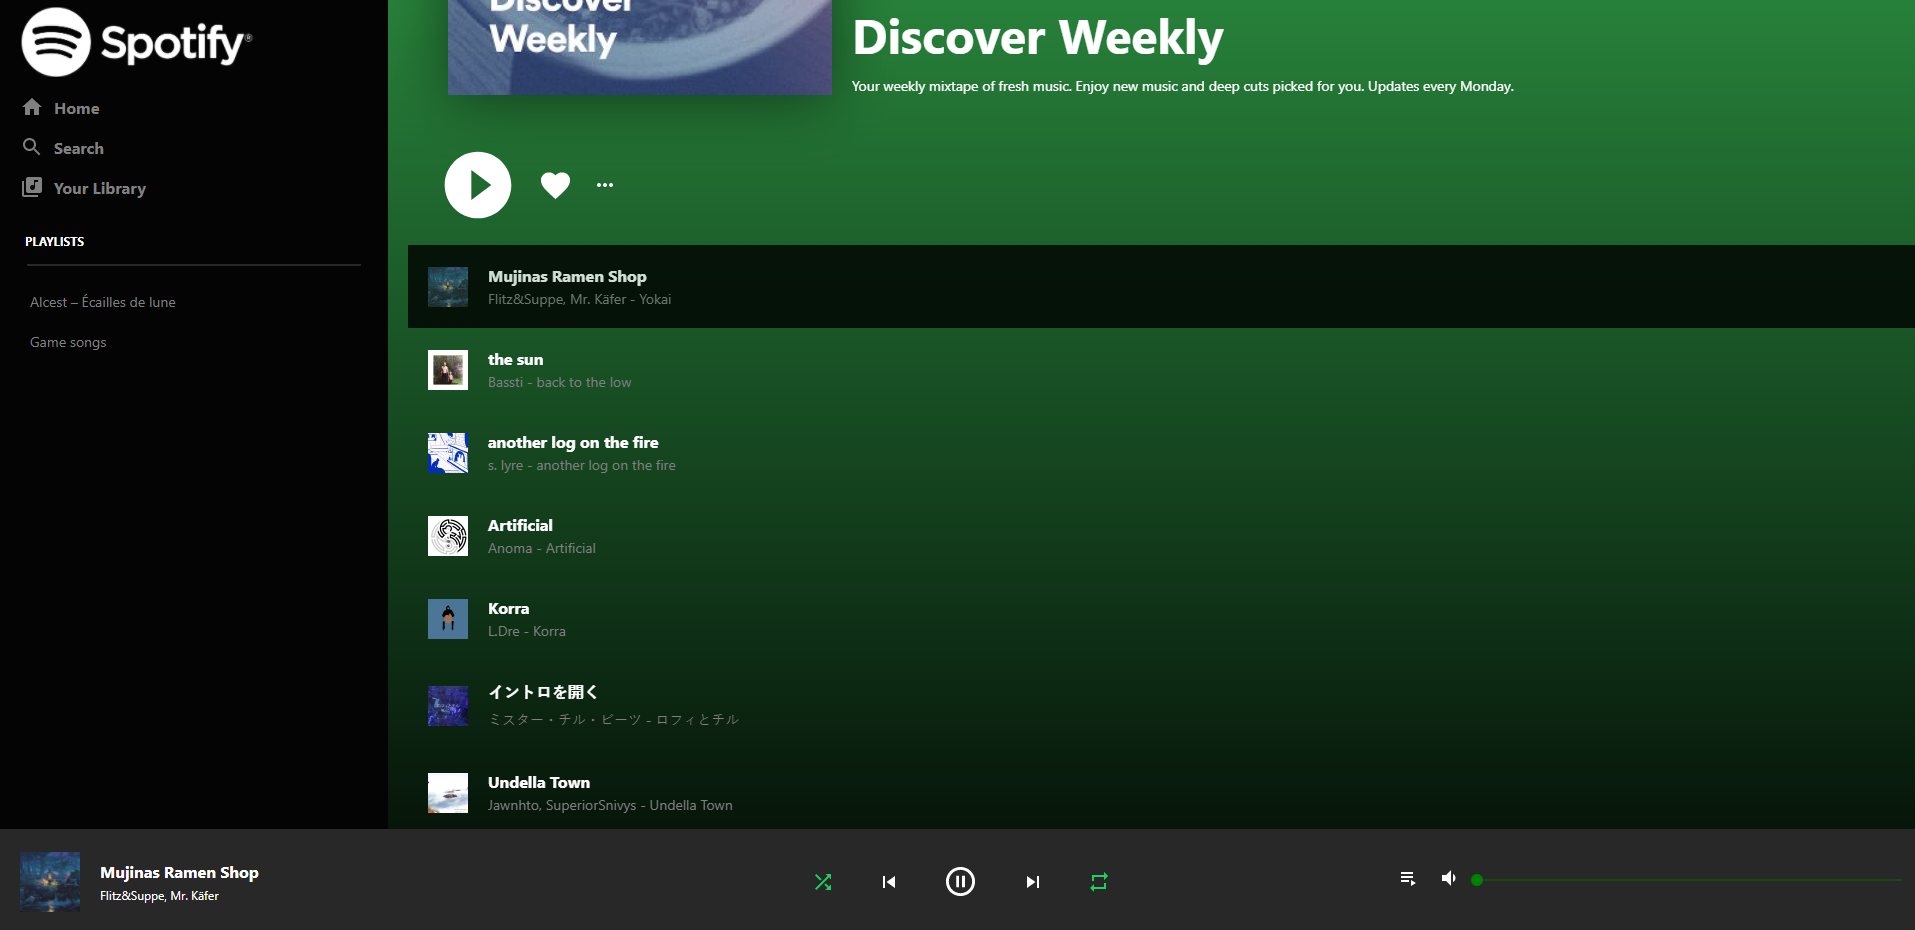 Spotify®
Home
Search
Your Library
PLAYLISTS
Alcest – Écailles de lune
Game songs
Discover
Weekly
Discover Weekly
Your weekly mixtape of fresh music. Enjoy new music and deep cuts picked for you. Updates every Monday.
Mujinas Ramen Shop
Flitz&Suppe, Mr. Käfer - Yokai
the sun
Bassti - back to the low
another log on the fire
s. lyre - another log on the fire
Artificial
Anoma - Artificial
Korra
L.Dre - Korra
イントロを開く
ミスター・チル・ビーツ - ロフィとチル
Undella Town
Jawnhto, SuperiorSnivys - Undella Town
Mujinas Ramen Shop
Flitz&Suppe, Mr. Käfer